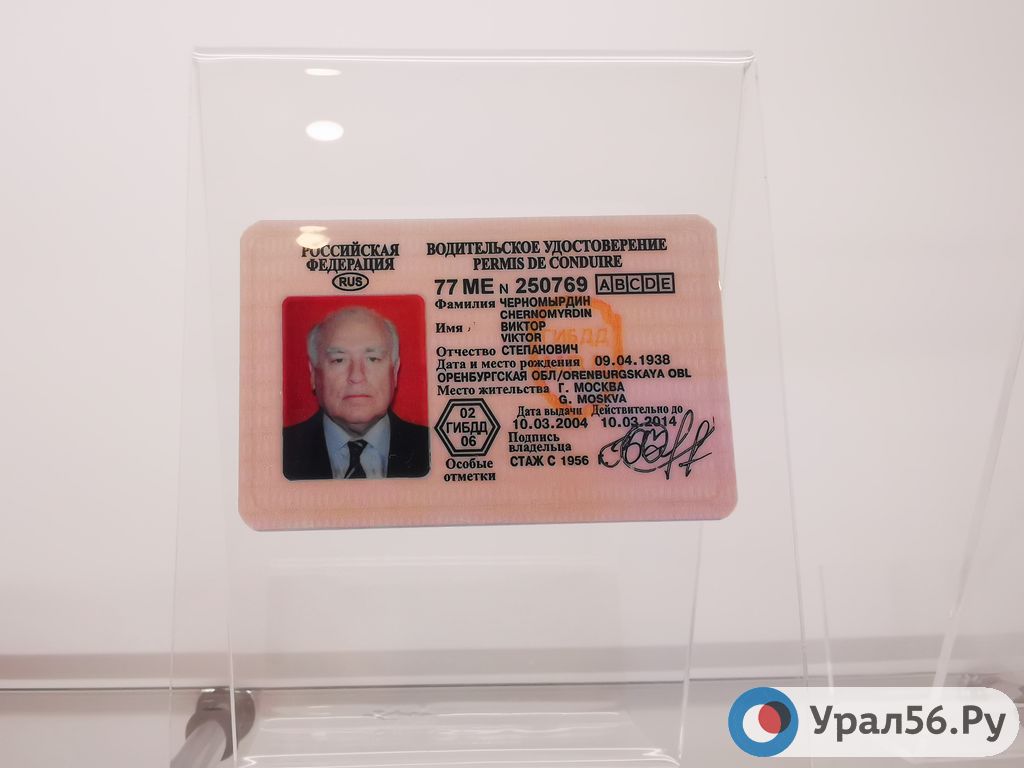 РОССИЙСКАЯ
ФЕДЕРАЦИЯ
RUS
ВОДИТЕЛЬСКОЕ УДОСТОВЕРЕНИЕ
PERMIS DE CONDUIRE
77 МЕ N 250769 ABCDE
Фамилия ЧЕРНОМЫРДИН
CHERNOMYRDIN
Имя ВИКТОР
VIKTOR
Отчество СТЕПАНОВИЧ
Дата и место рождения 09.04.1938
ОРЕНБУРГСКАЯ ОБЛ/ORENBURGSKAYA OBL
Место жительства Г. МОСКВА
G. MOSKVA
Дата выдачи Действительно до
10.03.2004 10.03.2014
02
ГИБДД
06
Подпись
владельца
СТАЖ С 1956
Особые
отметки
ГИБДД
Урал56.Ру